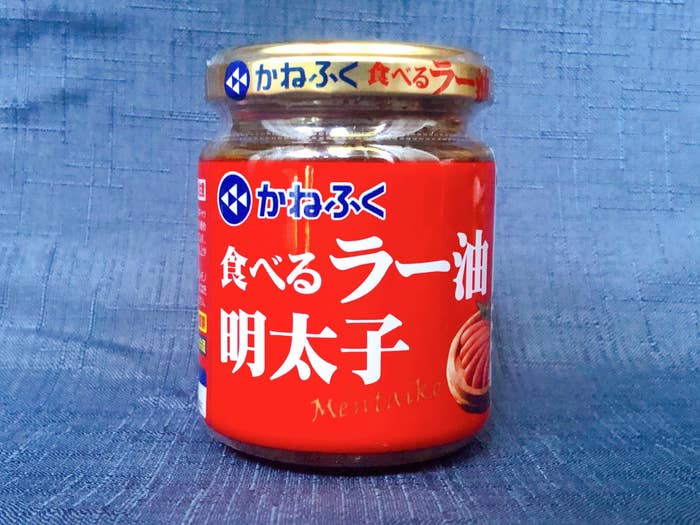 かねふく 食べるラー
かねふく
食べるラー油
明太子
Mentaiko